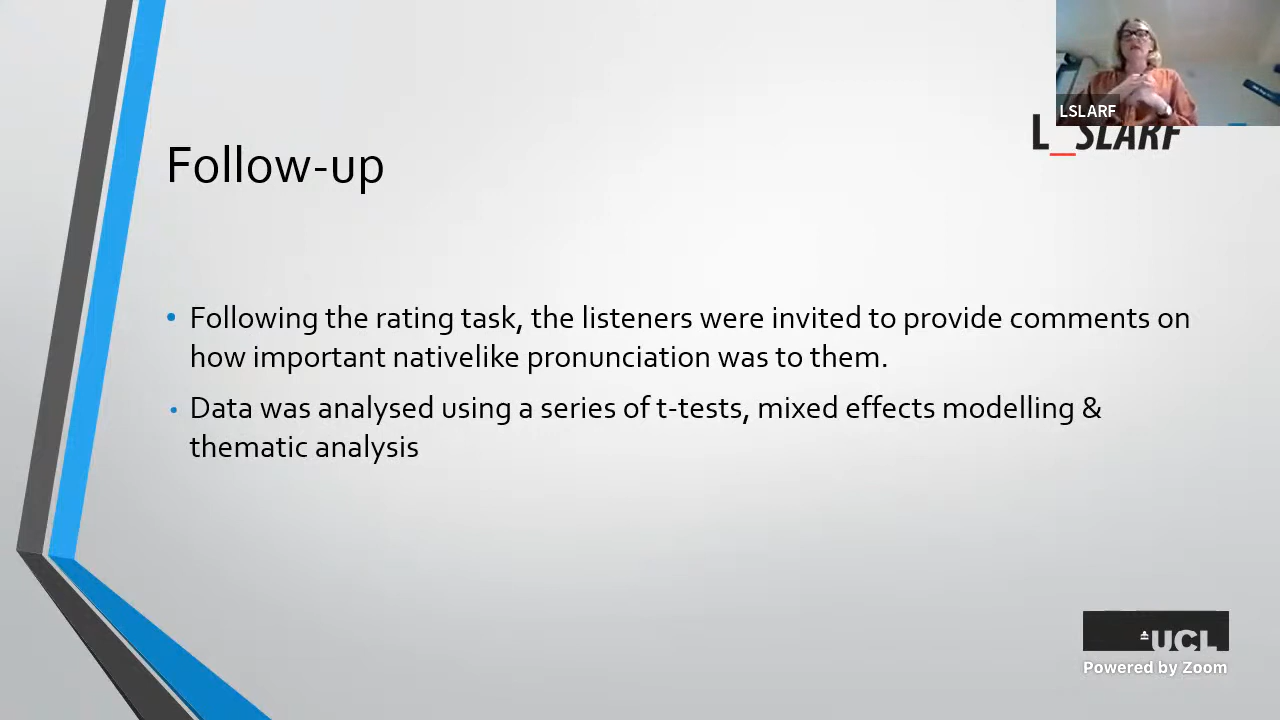 LSLARF
L_SLARF
Follow-up
• Following the rating task, the listeners were invited to provide comments on
how important nativelike pronunciation was to them.
• Data was analysed using a series of t-tests, mixed effects modelling &
thematic analysis
UCL
Powered by Zoom